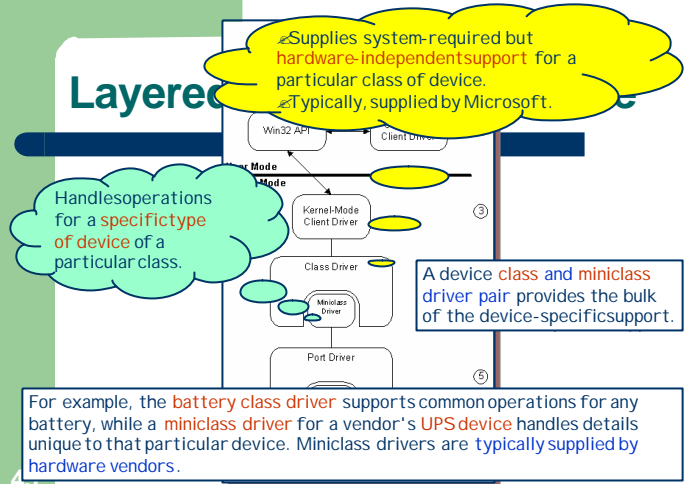 Supplies system-required but
hardware-independentsupport for a
particular class of device.
Typically, supplied by Microsoft.
Layered
e
Win32 API
Client Driver
User Mode
Mode
Handlesoperations
for a specifictype
of device of a
particularclass.
Kernel-Mode
Client Driver
3
Class Driver
Miniclass
Driver
A device class and miniclass
driver pair provides the bulk
of the device-specificsupport.
Port Driver
5
For example, the battery class driver supports common operations for any
battery, while a miniclass driver for a vendor's UPS device handles details
unique to that particular device. Miniclass drivers are typically supplied by
hardware vendors.